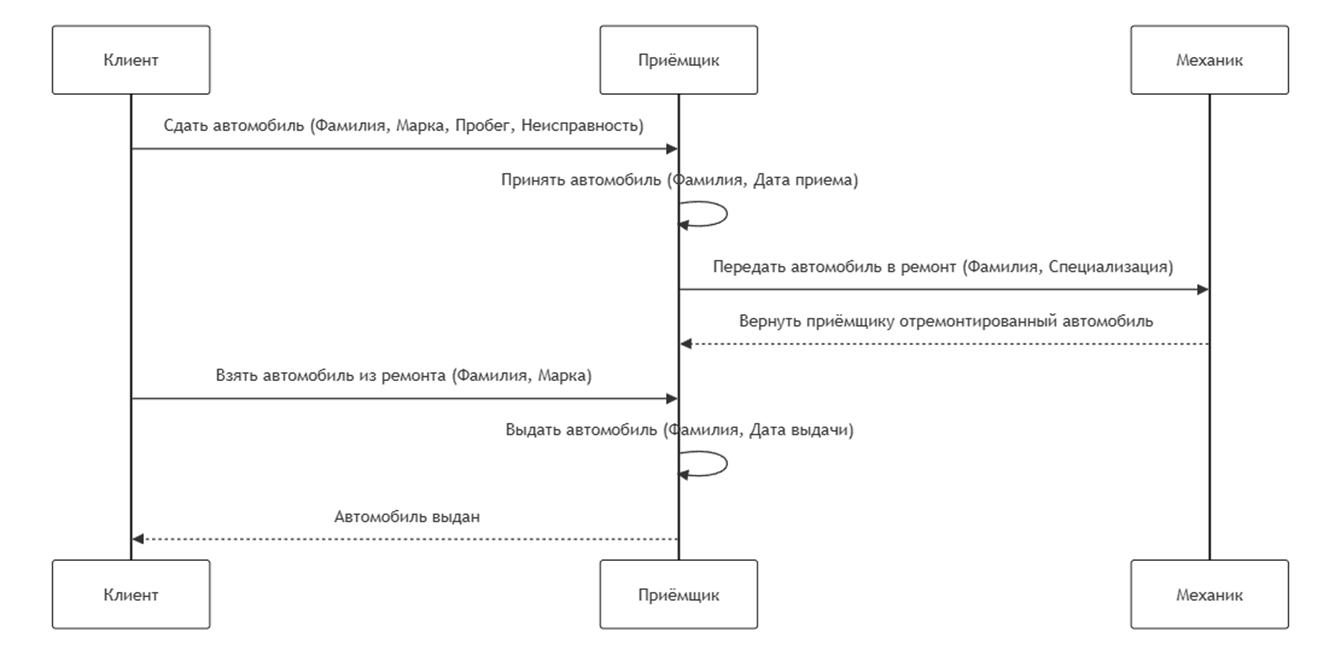 Клиент
Приёмщик
Механик
Сдать автомобиль (Фамилия, Марка, Пробег, Неисправность)
Принять автомобиль (Фамилия, Дата приема)
Передать автомобиль в ремонт (Фамилия, Специализация)
Вернуть приёмщику отремонтированный автомобиль
Взять автомобиль из ремонта (Фамилия, Марка)
Выдать автомобиль (Фамилия, Дата выдачи)
Автомобиль выдан
Клиент
Приёмщик
Механик